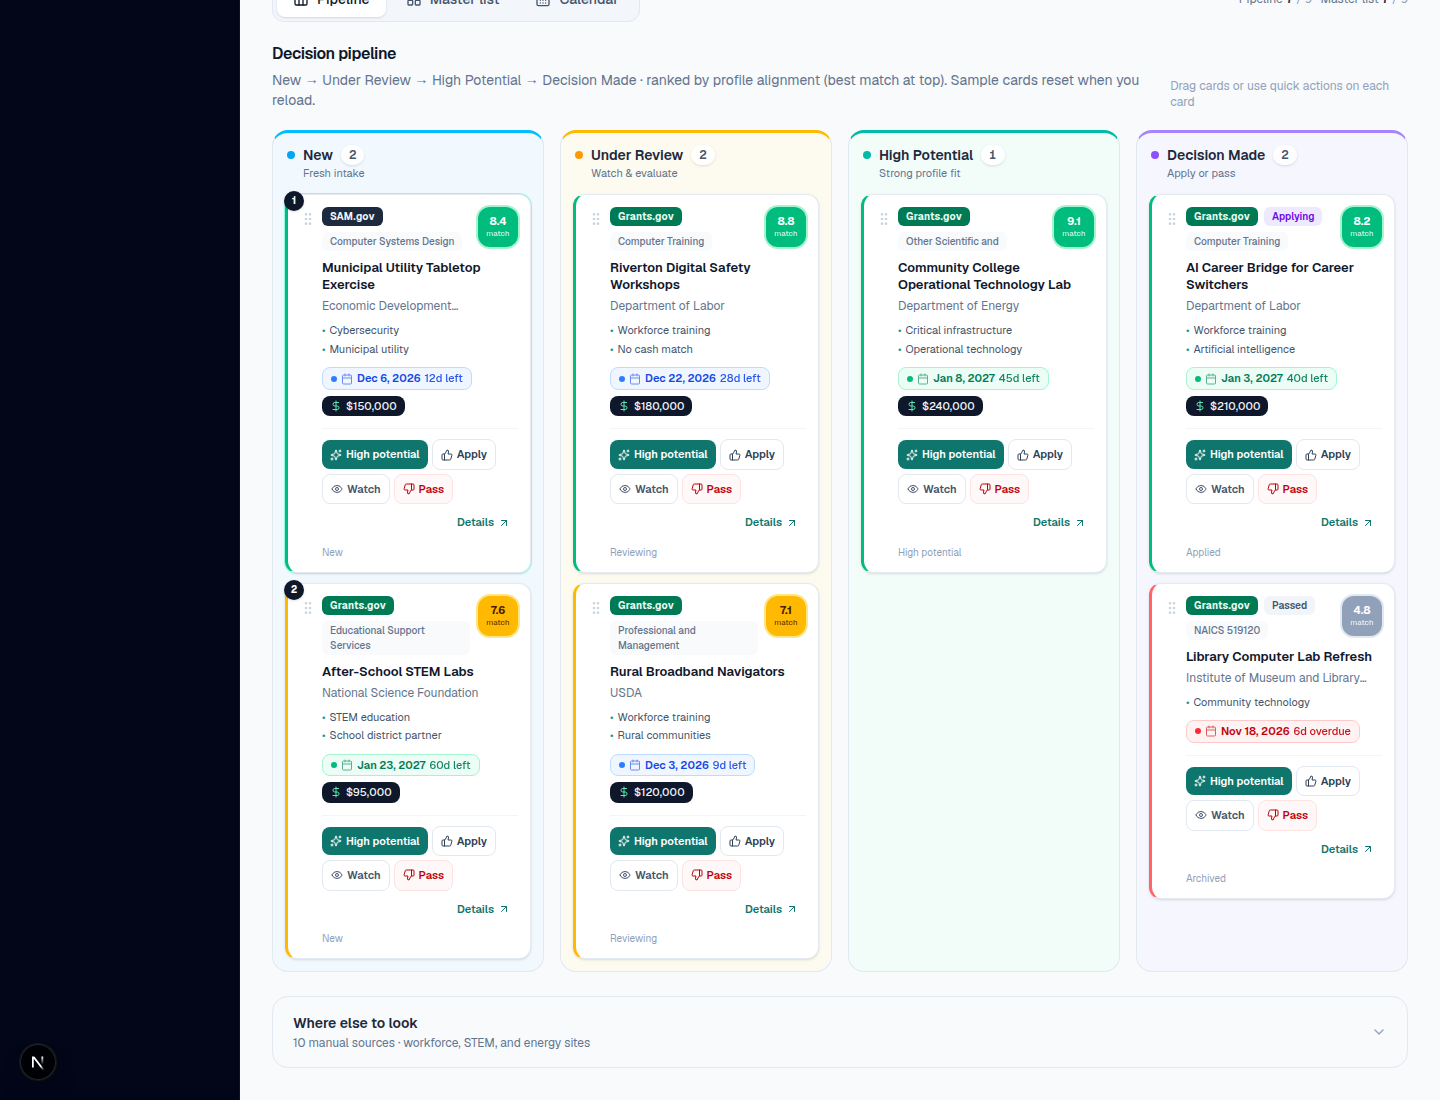 Pipeline
Master list
Calendar
Decision pipeline
New → Under Review → High Potential → Decision Made · ranked by profile alignment (best match at top). Sample cards reset when you
reload.
Drag cards or use quick actions on each
card
New 2
Fresh intake
1
SAM.gov
8.4
match
Computer Systems Design
Municipal Utility Tabletop
Exercise
Economic Development...
• Cybersecurity
• Municipal utility
Dec 6, 2026 12d left
$ $150,000
High potential
Apply
Watch
Pass
Details
New
2
Grants.gov
7.6
match
Educational Support
Services
After-School STEM Labs
National Science Foundation
• STEM education
• School district partner
Jan 23, 2027 60d left
$ $95,000
High potential
Apply
Watch
Pass
Details
New
Under Review 2
Watch & evaluate
Grants.gov
8.8
match
Computer Training
Riverton Digital Safety
Workshops
Department of Labor
• Workforce training
• No cash match
Dec 22, 2026 28d left
$ $180,000
High potential
Apply
Watch
Pass
Details
Reviewing
Grants.gov
7.1
match
Professional and
Management
Rural Broadband Navigators
USDA
• Workforce training
• Rural communities
Dec 3, 2026 9d left
$ $120,000
High potential
Apply
Watch
Pass
Details
Reviewing
High Potential 1
Strong profile fit
Grants.gov
9.1
match
Other Scientific and
Community College
Operational Technology Lab
Department of Energy
• Critical infrastructure
• Operational technology
Jan 8, 2027 45d left
$ $240,000
High potential
Apply
Watch
Pass
Details
High potential
Decision Made 2
Apply or pass
Grants.gov
Applying
8.2
match
Computer Training
AI Career Bridge for Career
Switchers
Department of Labor
• Workforce training
• Artificial intelligence
Jan 3, 2027 40d left
$ $210,000
High potential
Apply
Watch
Pass
Details
Applied
Grants.gov
Passed
4.8
match
NAICS 519120
Library Computer Lab Refresh
Institute of Museum and Library...
• Community technology
Nov 18, 2026 6d overdue
High potential
Apply
Watch
Pass
Details
Archived
Where else to look
10 manual sources · workforce, STEM, and energy sites
N